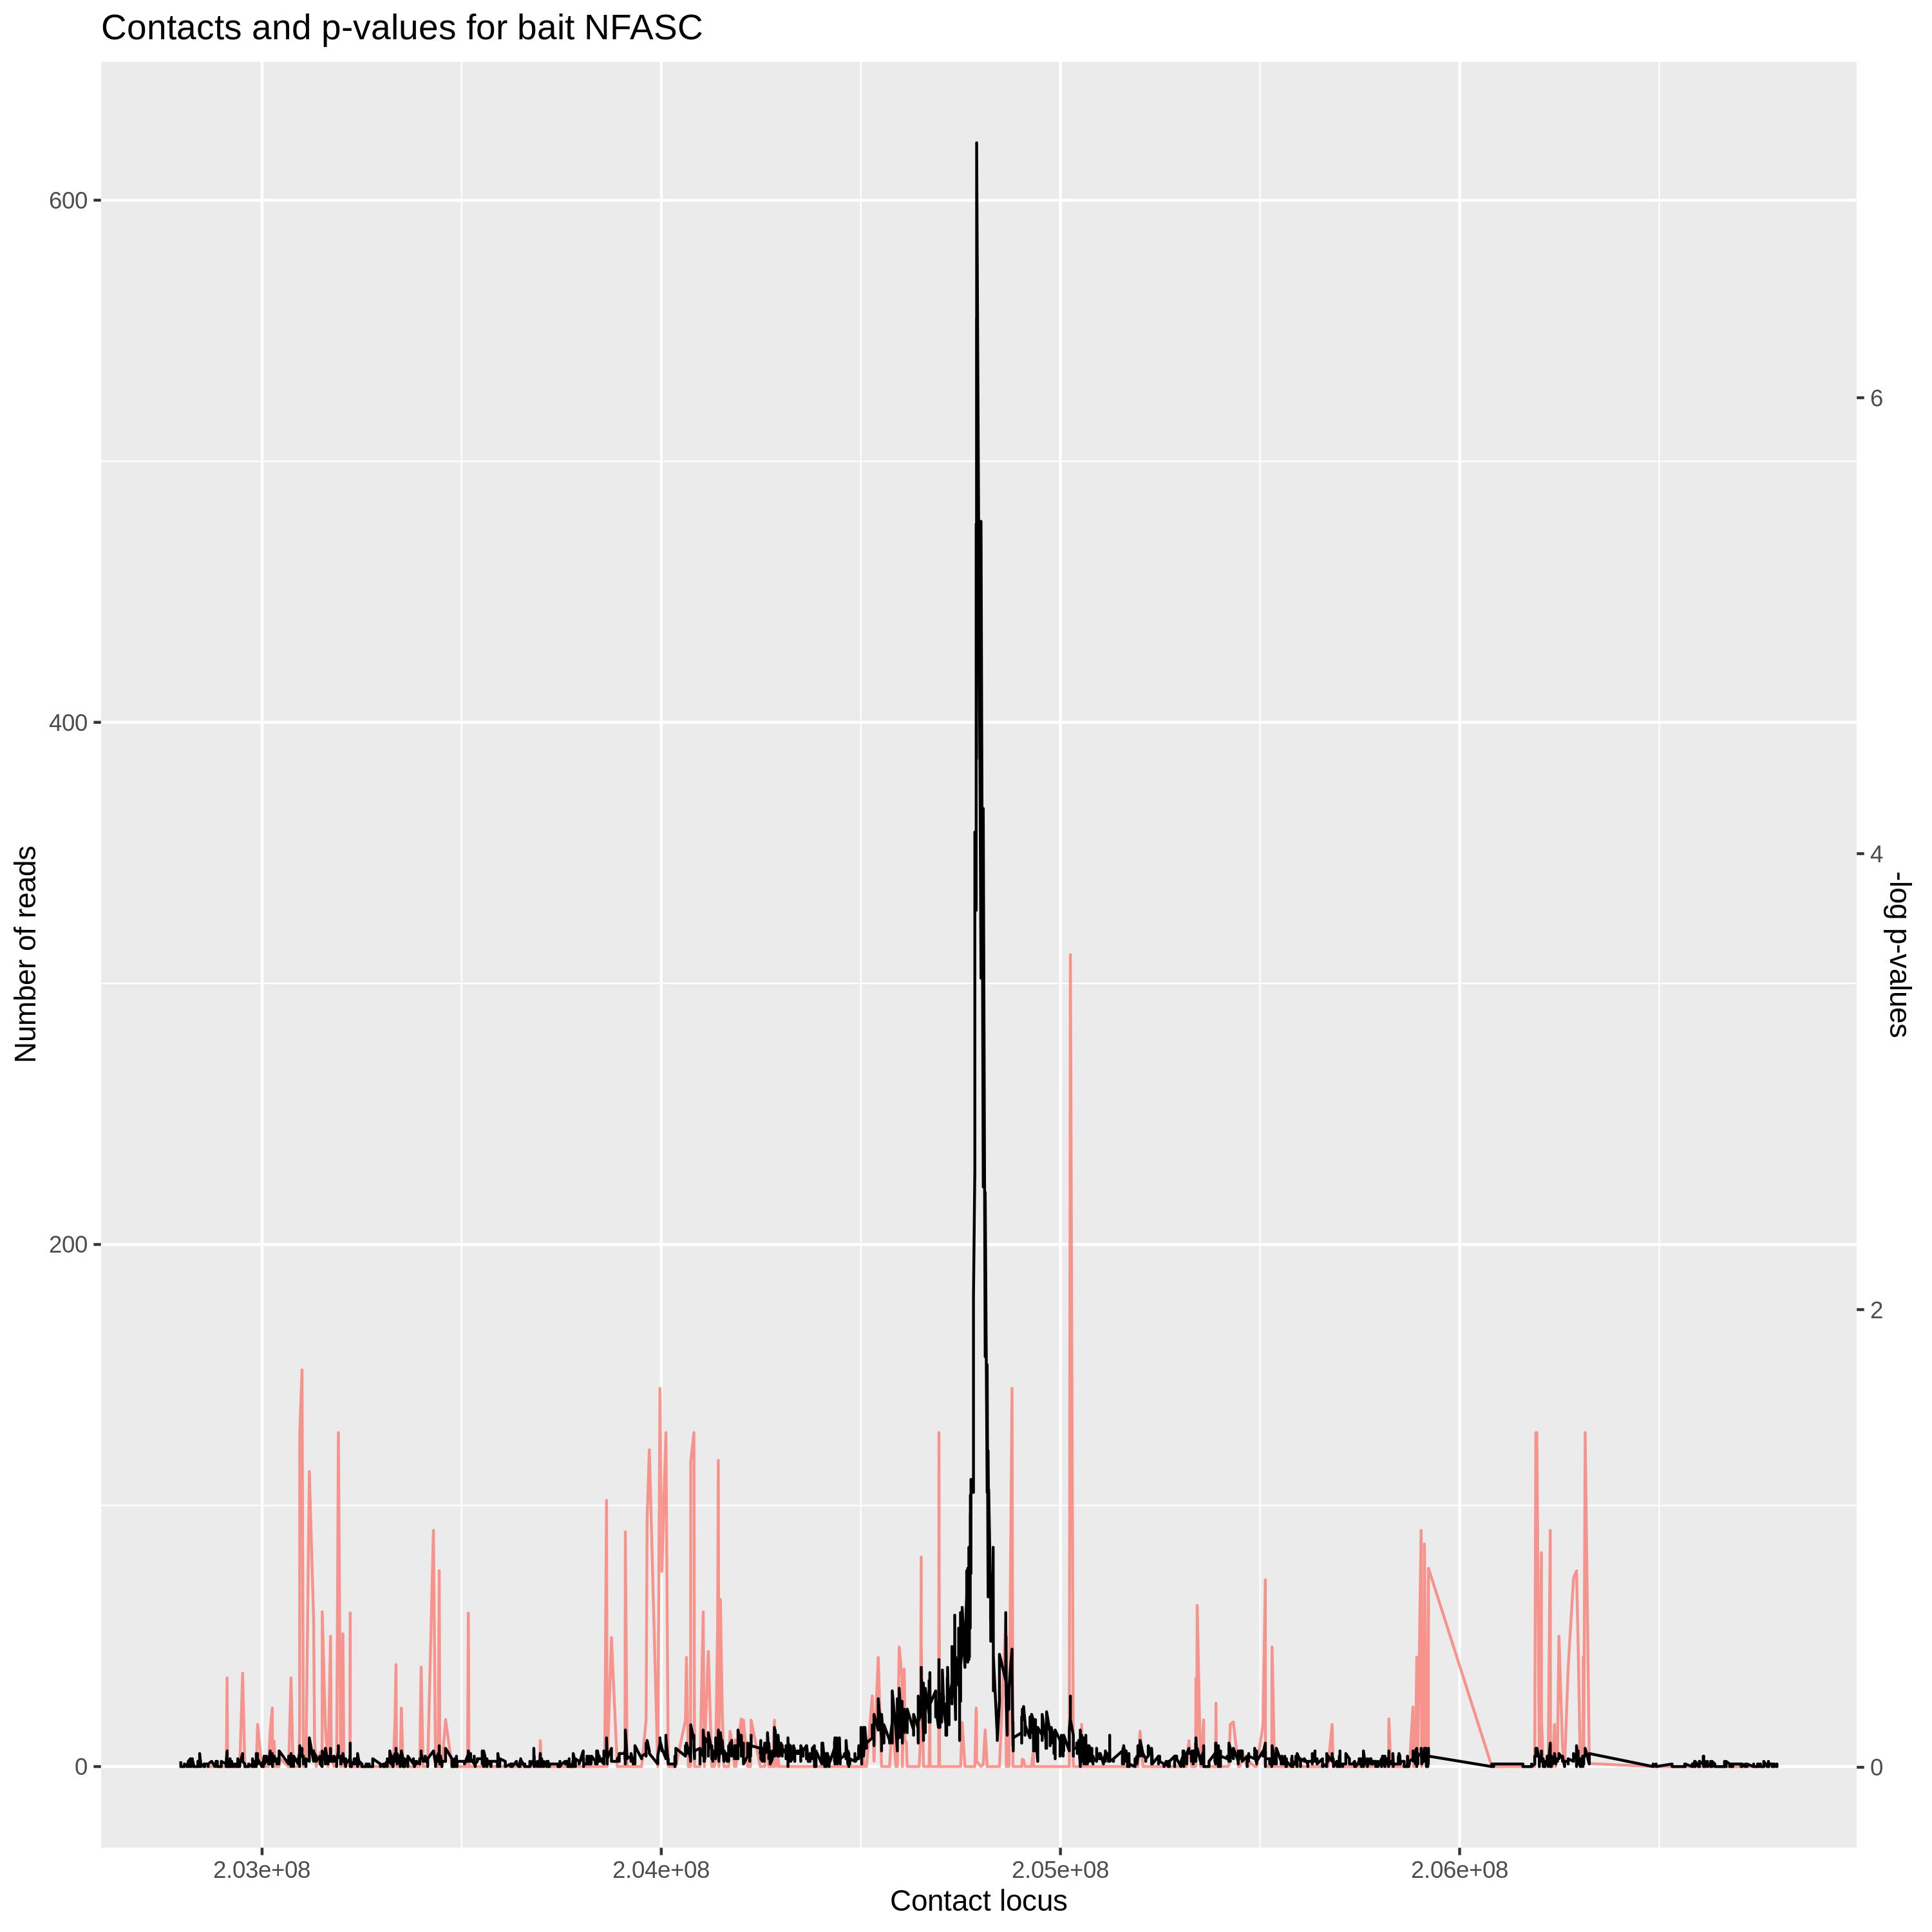 Contacts and p-values for bait NFASC
Number of reads
600
400
200
0
6
4
2
0
-log p-values
2.03e+08 2.04e+08 2.05e+08 2.06e+08
Contact locus